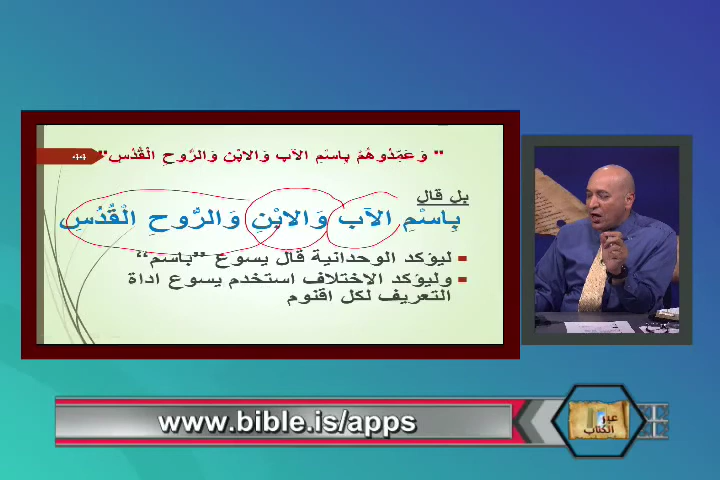 " وَعَمِّدُوهُمْ بِاسْمِ الآبِ وَالابْنِ وَالرُّوحِ الْقُدُسِ"
44
بل قال
بِاسْمِ الآبِ وَالابْنِ وَالرُّوحِ الْقُدُسِ
ليؤكد الوحدانية قال يسوع "باسم"
وليؤكد الاختلاف استخدم يسوع اداة
التعريف لكل اقنوم
www.bible.is/apps
عبر
الكتاب